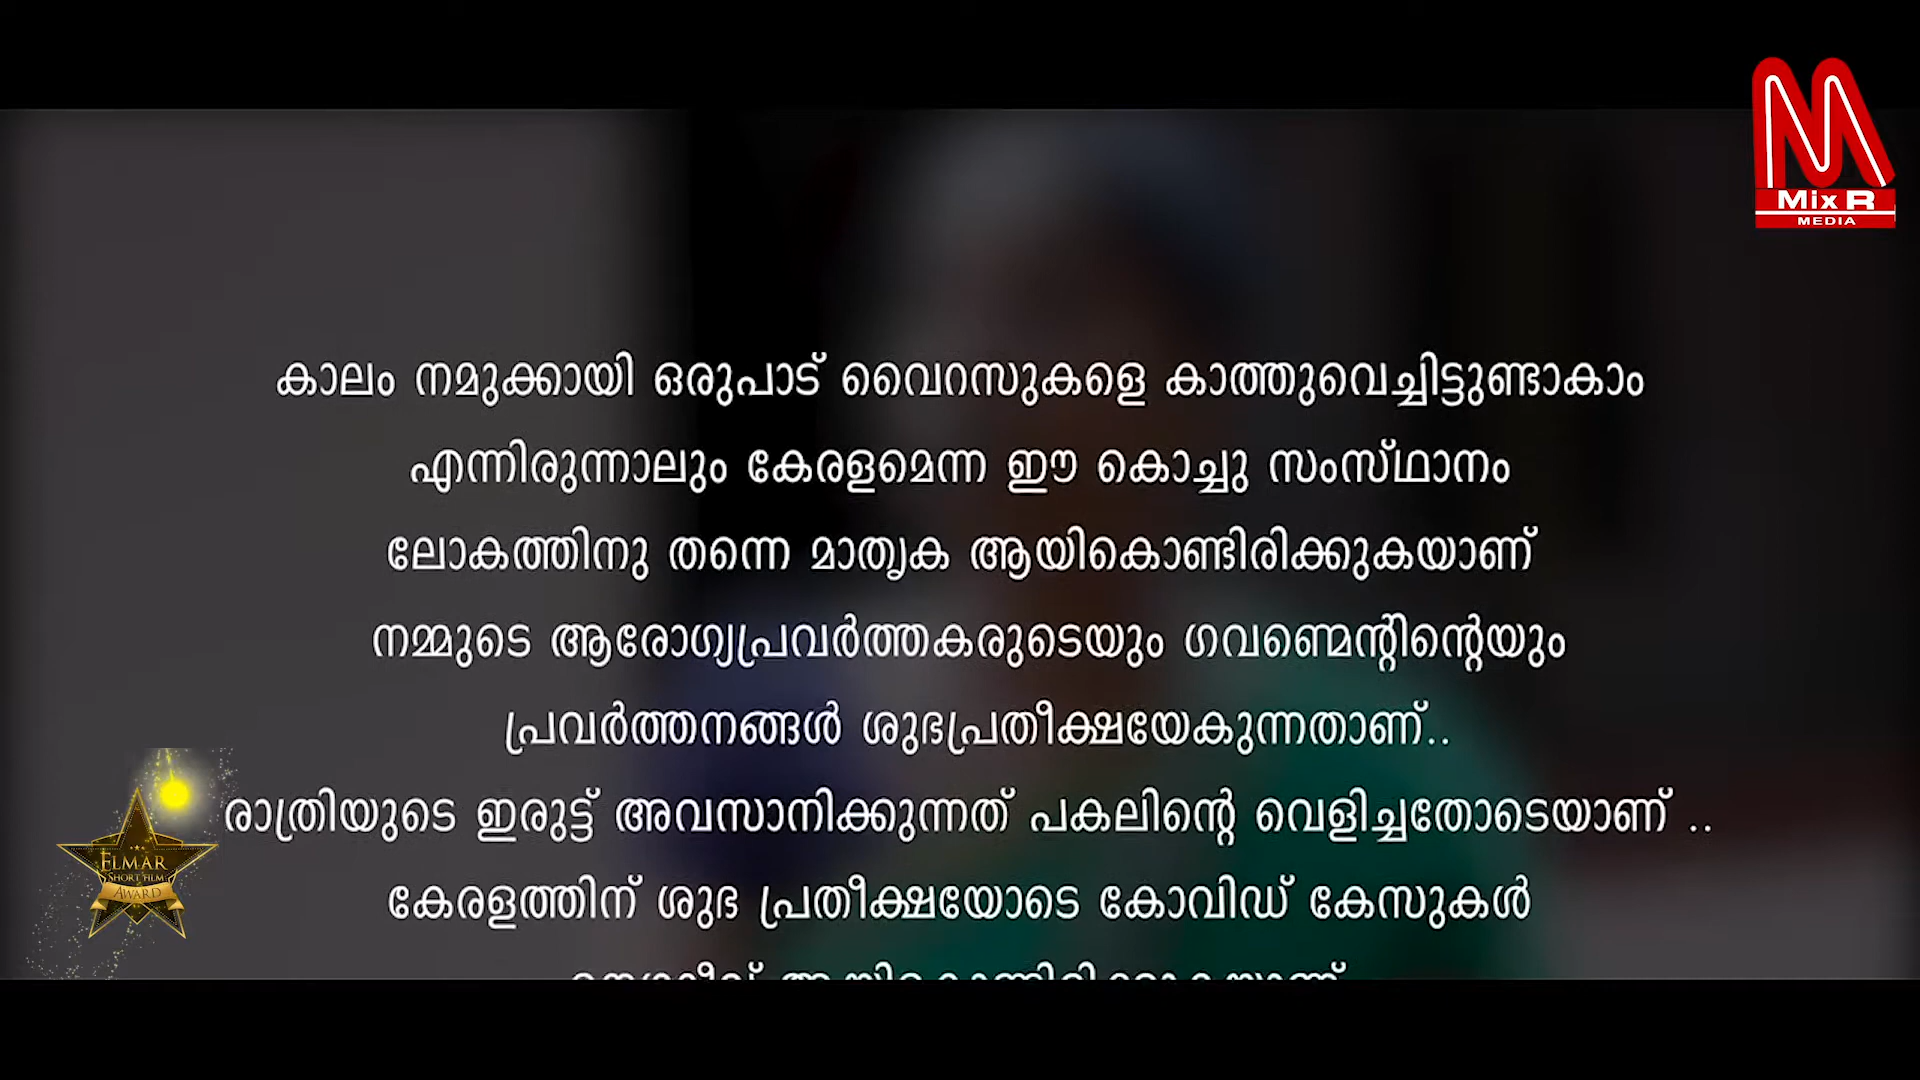 MixR
MEDIA
കാലം നമുക്കായി ഒരുപാട് വൈറസുകളെ കാത്തുവെച്ചിട്ടുണ്ടാകാം
എന്നിരുന്നാലും കേരളമെന്ന ഈ കൊച്ചു സംസ്ഥാനം
ലോകത്തിനു തന്നെ മാതൃക ആയികൊണ്ടിരിക്കുകയാണ്
നമ്മുടെ ആരോഗ്യപ്രവർത്തകരുടെയും ഗവണ്മെന്റിന്റെയും
പ്രവർത്തനങ്ങൾ ശുഭപ്രതീക്ഷയേകുന്നതാണ്..
രാത്രിയുടെ ഇരുട്ട് അവസാനിക്കുന്നത് പകലിന്റെ വെളിച്ചതോടെയാണ് ..
കേരളത്തിന് ശുഭ പ്രതീക്ഷയോടെ കോവിഡ് കേസുകൾ
ELMAR
SHORT FILM
AWARD